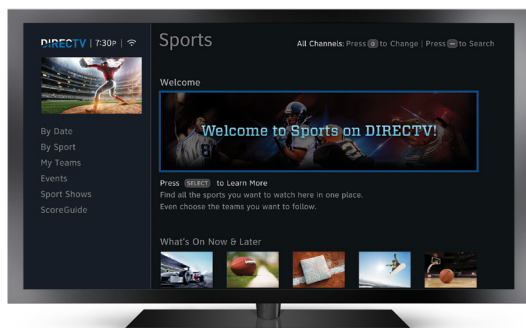 DIRECTV | 7:30P |
Sports
All Channels: Press to Change | Press to Search
Welcome
Welcome to Sports on DIRECTV!
By Date
By Sport
My Teams
Events
Sport Shows
ScoreGuide
Press SELECT to Learn More
Find all the sports you want to watch here in one place.
Even choose the teams you want to follow.
What's On Now & Later